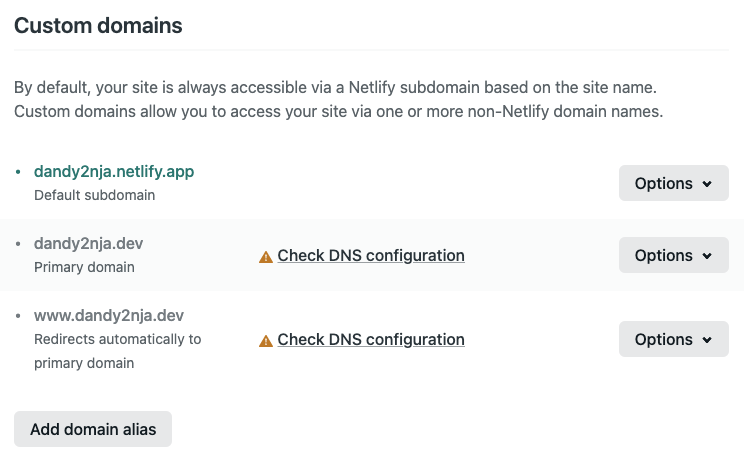 Custom domains
By default, your site is always accessible via a Netlify subdomain based on the site name.
Custom domains allow you to access your site via one or more non-Netlify domain names.
dandy2nja.netlify.app
Default subdomain
Options
dandy2nja.dev
Primary domain
Check DNS configuration
Options
www.dandy2nja.dev
Redirects automatically to
primary domain
Check DNS configuration
Options
Add domain alias